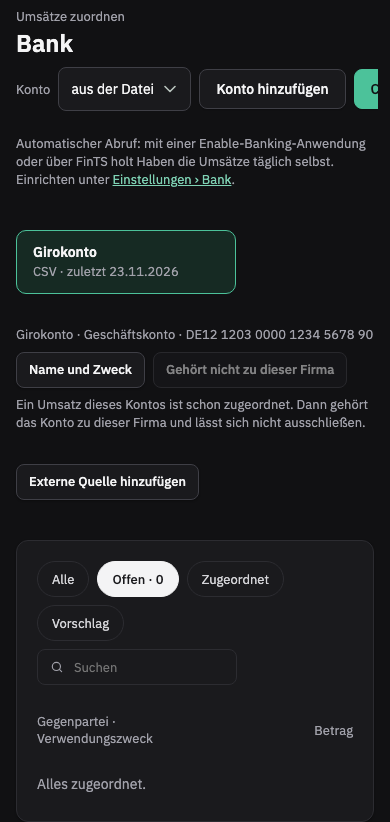 Umsätze zuordnen
Bank
Konto aus der Datei Konto hinzufügen
Automatischer Abruf: mit einer Enable-Banking-Anwendung
oder über FinTS holt Haben die Umsätze täglich selbst.
Einrichten unter Einstellungen › Bank.
Girokonto
CSV · zuletzt 23.11.2026
Girokonto · Geschäftskonto · DE12 1203 0000 1234 5678 90
Name und Zweck Gehört nicht zu dieser Firma
Ein Umsatz dieses Kontos ist schon zugeordnet. Dann gehört
das Konto zu dieser Firma und lässt sich nicht ausschließen.
Externe Quelle hinzufügen
Alle Offen · 0 Zugeordnet
Vorschlag
Suchen
Gegenpartei ·
Verwendungszweck
Betrag
Alles zugeordnet.